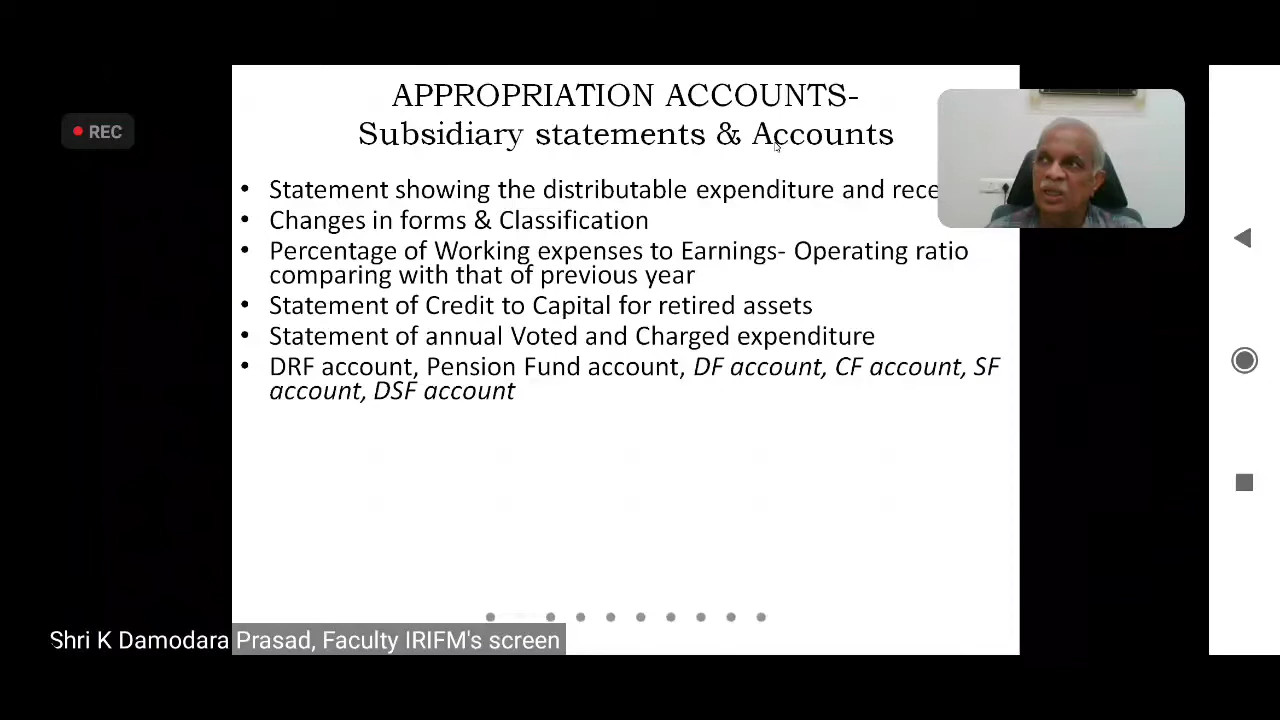 APPROPRIATION ACCOUNTS-
Subsidiary statements & Accounts
REC
• Statement showing the distributable expenditure and
• Changes in forms & Classification
• Percentage of Working expenses to Earnings- Operating ratio
comparing with that of previous year
• Statement of Credit to Capital for retired assets
• Statement of annual Voted and Charged expenditure
• DRF account, Pension Fund account, DF account, CF account, SF
account, DSF account
Shri K Damodara Prasad, Faculty IRIFM's screen